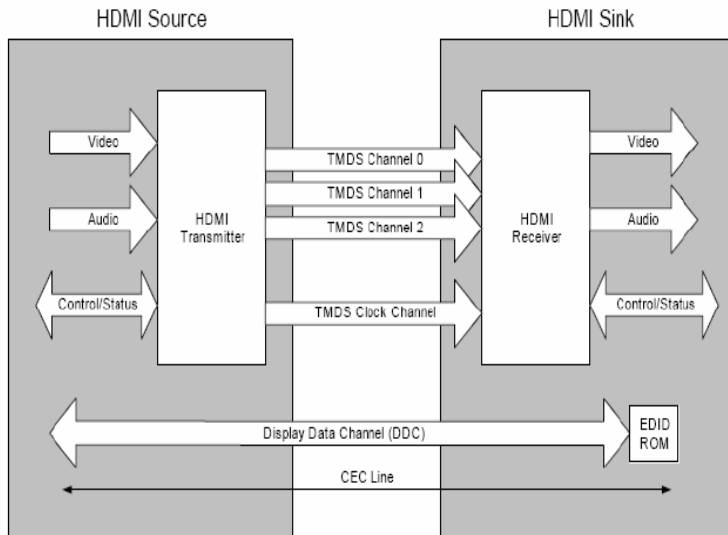 HDMI Source
HDMI Sink
Video
Audio
Control/Status
HDMI
Transmitter
TMDS Channel 0
TMDS Channel 1
TMDS Channel 2
TMDS Clock Channel
HDMI
Receiver
Video
Audio
Control/Status
Display Data Channel (DDC)
EDID
ROM
CEC Line